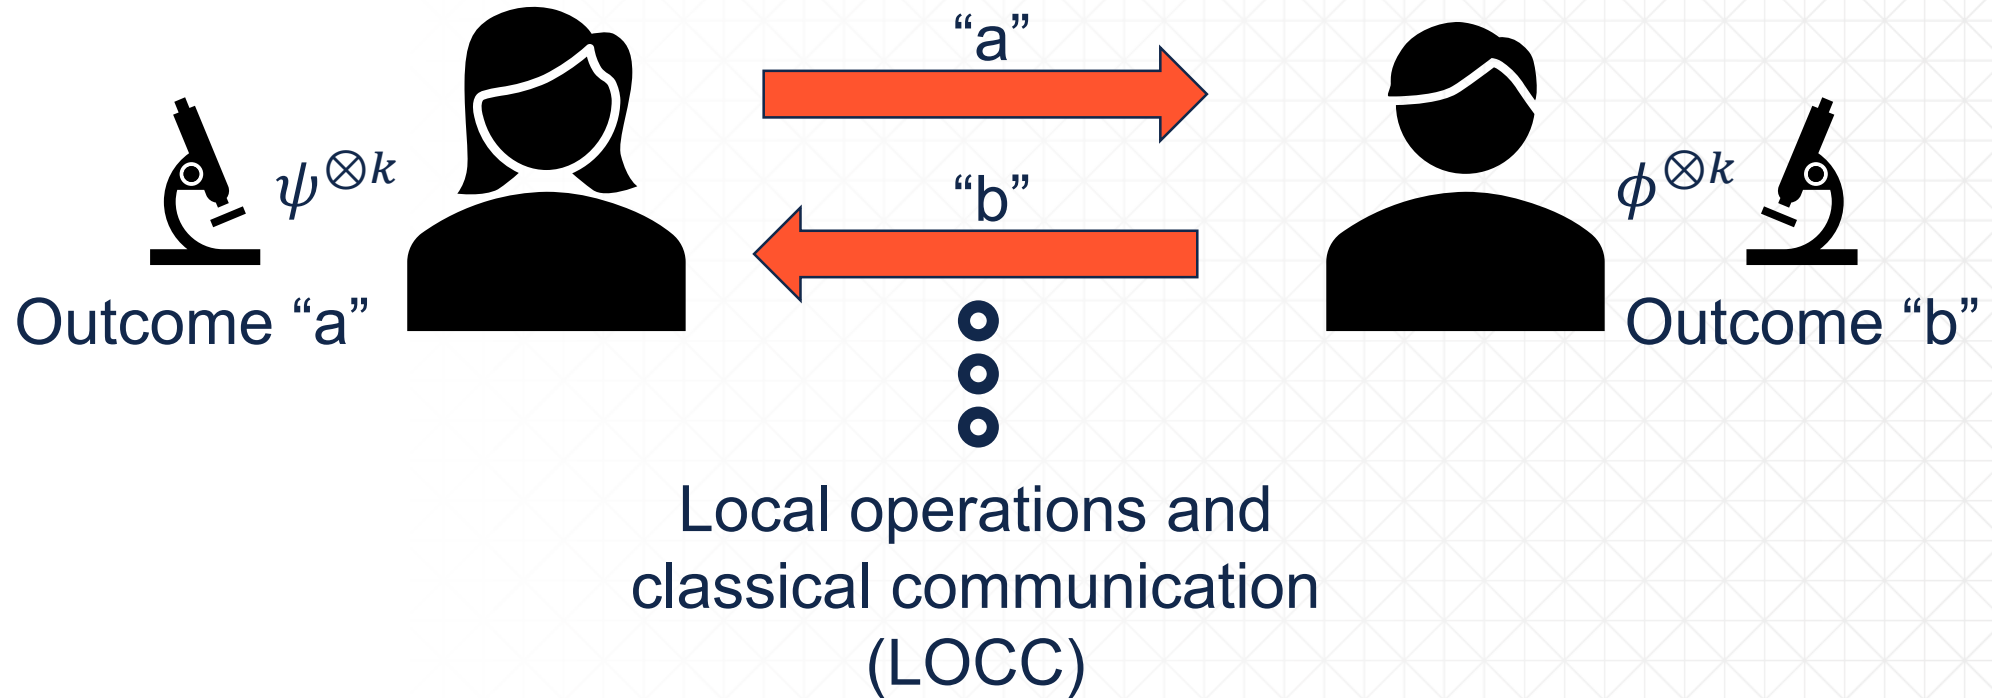 “a”
“b”
ψ^{⊗k}
ϕ^{⊗k}
Outcome “a”
Outcome “b”
Local operations and
classical communication
(LOCC)